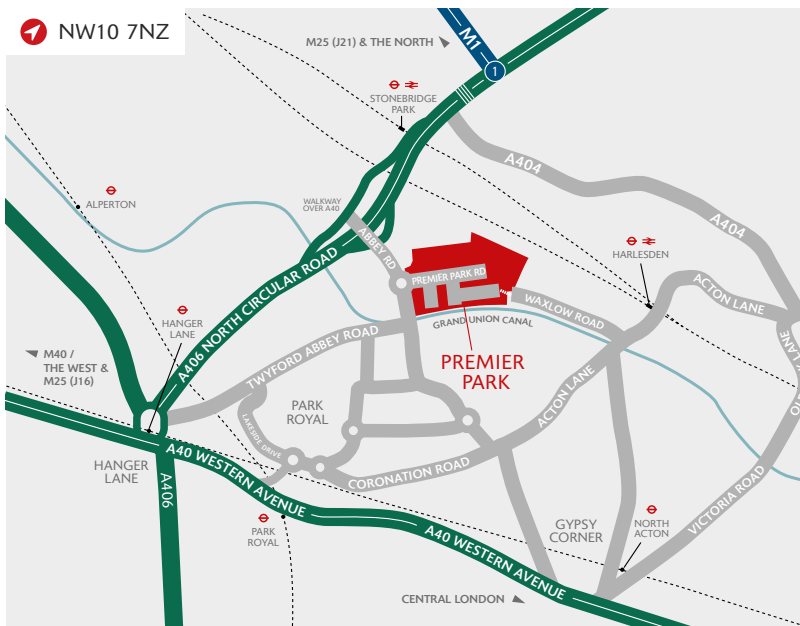 NW10 7NZ
M25 (J21) & THE NORTH
M1
1
STONEBRIDGE
PARK
A404
A404
ALPERTON
WALKWAY
OVER A40
ABBEY RD
HARLESDEN
A406 NORTH CIRCULAR ROAD
PREMIER PARK RD
WAXLOW ROAD
ACTON LANE
GRAND UNION CANAL
HANGER
LANE
TWYFORD ABBEY ROAD
M40 /
THE WEST &
M25 (J16)
PREMIER
PARK
PARK
ROYAL
ACTON LANE
LAKESIDE DRIVE
CORONATION ROAD
HANGER
LANE
A40 WESTERN AVENUE
A406
VICTORIA ROAD
PARK
ROYAL
A40 WESTERN AVENUE
GYPSY
CORNER
NORTH
ACTON
CENTRAL LONDON